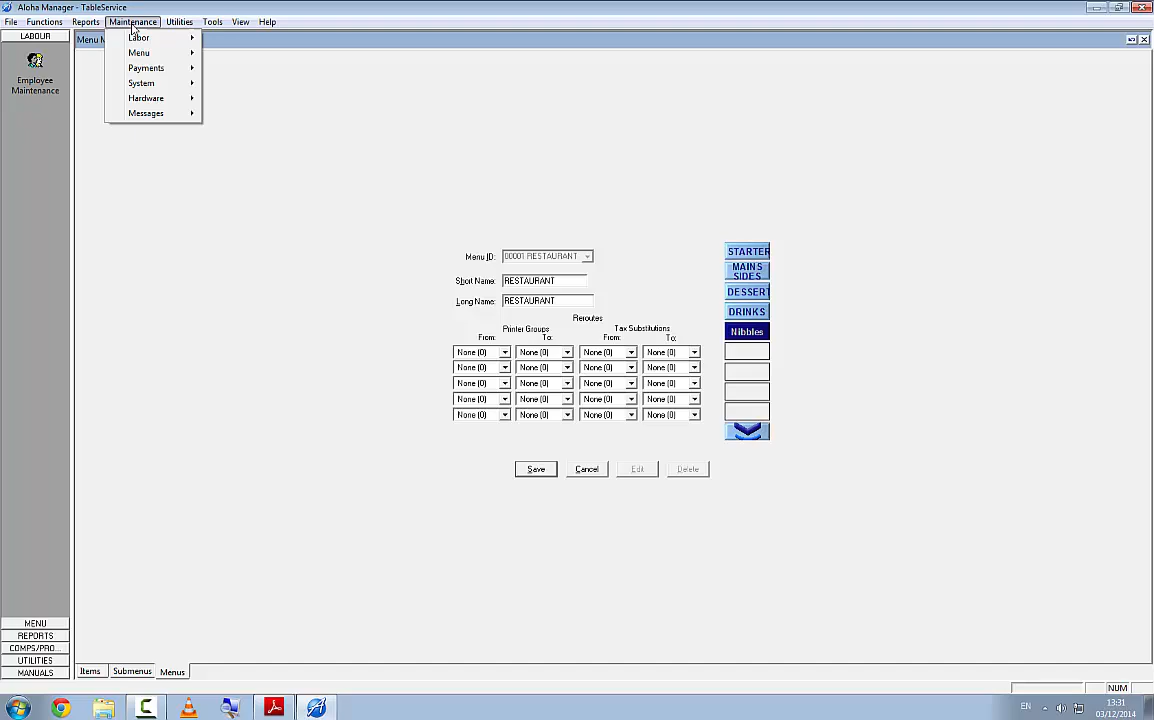 Aloha Manager - TableService
File Functions Reports Maintenance Utilities Tools View Help
LABOUR
Employee
Maintenance
Menu M
Labor
Menu
Payments
System
Hardware
Messages
Menu ID: 00001 RESTAURANT
Short Name: RESTAURANT
Long Name: RESTAURANT
Reroutes
Printer Groups Tax Substitutions
From: To: From: To:
None (0) None (0) None (0) None (0)
None (0) None (0) None (0) None (0)
None (0) None (0) None (0) None (0)
None (0) None (0) None (0) None (0)
None (0) None (0) None (0) None (0)
Save Cancel Edit Delete
STARTER
MAINS
SIDES
DESSERT
DRINKS
Nibbles
MENU
REPORTS
COMPS/PRO...
UTILITIES
MANUALS
Items Submenus Menus
NUM
EN
13:31
03/12/2014